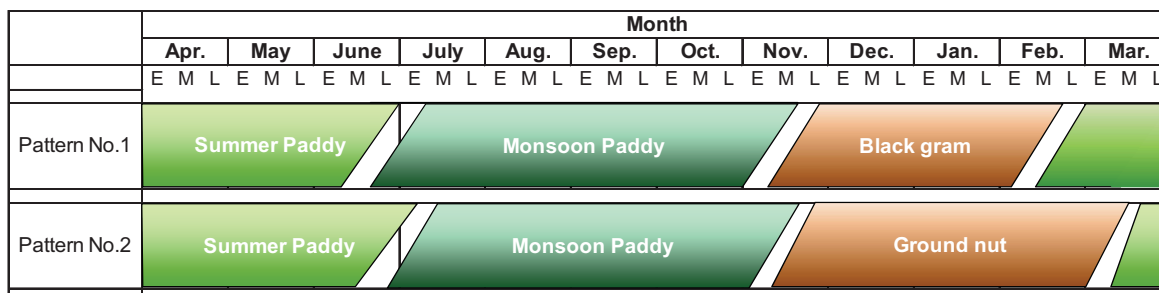 Month
Apr. May June July Aug. Sep. Oct. Nov. Dec. Jan. Feb. Mar.
E M L E M L E M L E M L E M L E M L E M L E M L E M L E M L E M L E M L
Pattern No.1 Summer Paddy Monsoon Paddy Black gram
Pattern No.2 Summer Paddy Monsoon Paddy Ground nut